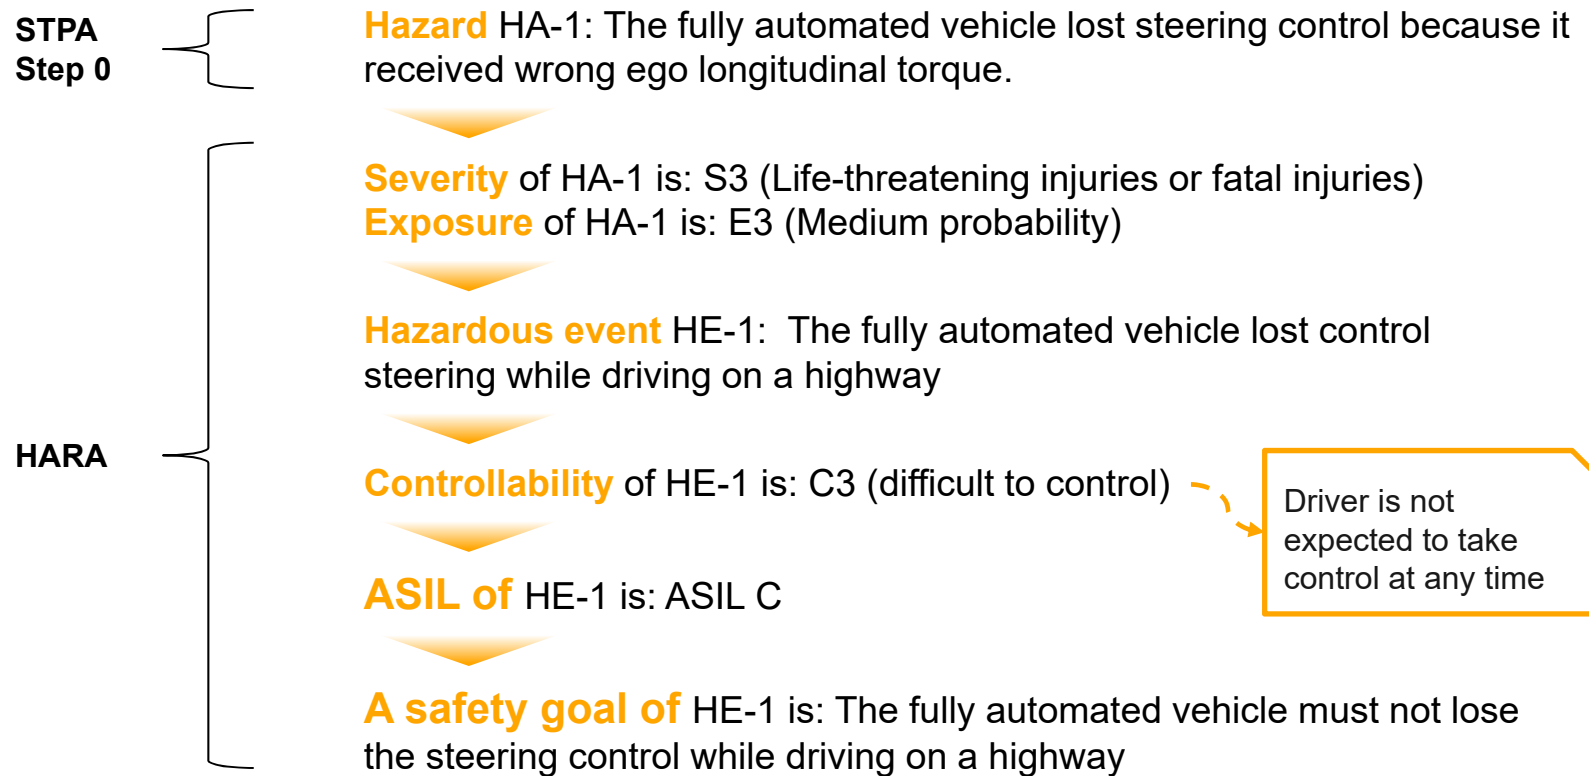 STPA
Step 0
Hazard HA-1: The fully automated vehicle lost steering control because it
received wrong ego longitudinal torque.
Severity of HA-1 is: S3 (Life-threatening injuries or fatal injuries)
Exposure of HA-1 is: E3 (Medium probability)
Hazardous event HE-1: The fully automated vehicle lost control
steering while driving on a highway
HARA
Controllability of HE-1 is: C3 (difficult to control)
Driver is not
expected to take
control at any time
ASIL of HE-1 is: ASIL C
A safety goal of HE-1 is: The fully automated vehicle must not lose
the steering control while driving on a highway